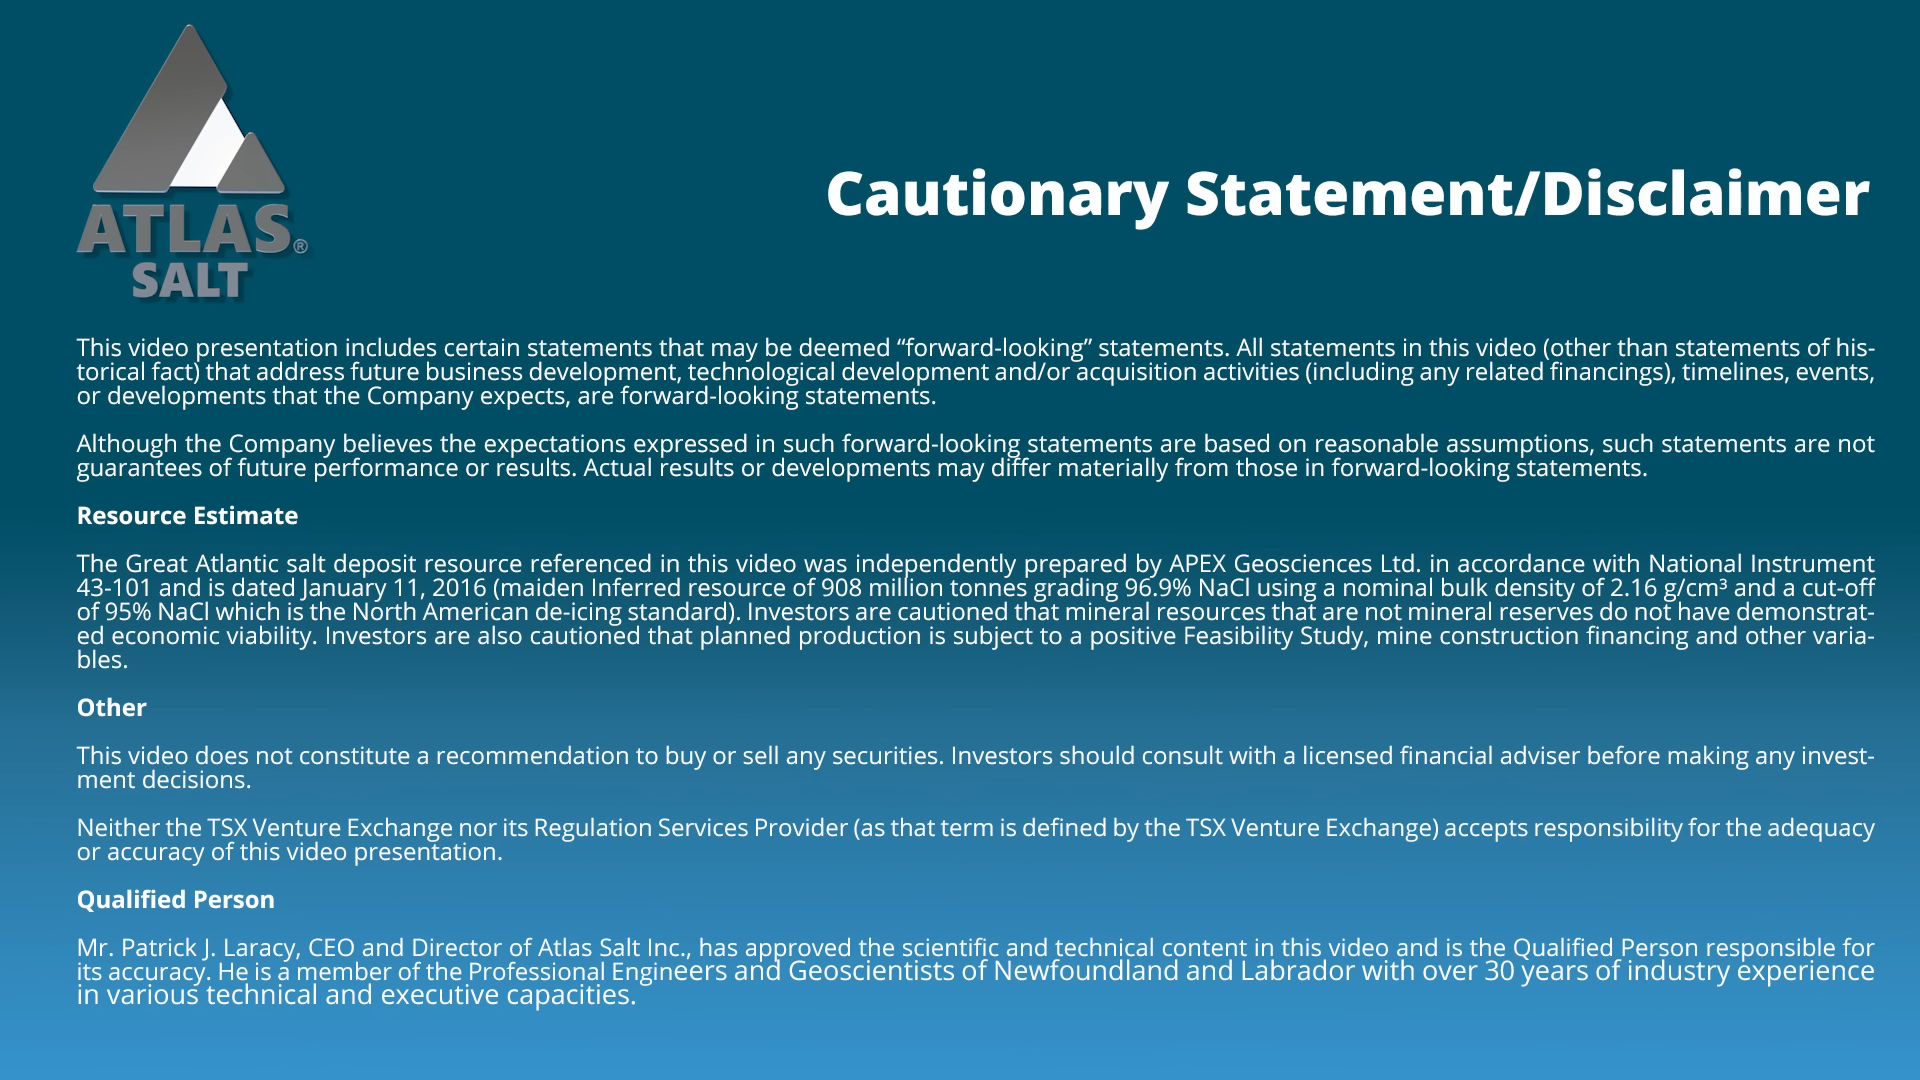 ATLAS®
SALT
Cautionary Statement/Disclaimer
This video presentation includes certain statements that may be deemed “forward-looking” statements. All statements in this video (other than statements of his-
torical fact) that address future business development, technological development and/or acquisition activities (including any related financings), timelines, events,
or developments that the Company expects, are forward-looking statements.
Although the Company believes the expectations expressed in such forward-looking statements are based on reasonable assumptions, such statements are not
guarantees of future performance or results. Actual results or developments may differ materially from those in forward-looking statements.
Resource Estimate
The Great Atlantic salt deposit resource referenced in this video was independently prepared by APEX Geosciences Ltd. in accordance with National Instrument
43-101 and is dated January 11, 2016 (maiden Inferred resource of 908 million tonnes grading 96.9% NaCl using a nominal bulk density of 2.16 g/cm³ and a cut-off
of 95% NaCl which is the North American de-icing standard). Investors are cautioned that mineral resources that are not mineral reserves do not have demonstrat-
ed economic viability. Investors are also cautioned that planned production is subject to a positive Feasibility Study, mine construction financing and other varia-
bles.
Other
This video does not constitute a recommendation to buy or sell any securities. Investors should consult with a licensed financial adviser before making any invest-
ment decisions.
Neither the TSX Venture Exchange nor its Regulation Services Provider (as that term is defined by the TSX Venture Exchange) accepts responsibility for the adequacy
or accuracy of this video presentation.
Qualified Person
Mr. Patrick J. Laracy, CEO and Director of Atlas Salt Inc., has approved the scientific and technical content in this video and is the Qualified Person responsible for
its accuracy. He is a member of the Professional Engineers and Geoscientists of Newfoundland and Labrador with over 30 years of industry experience
in various technical and executive capacities.